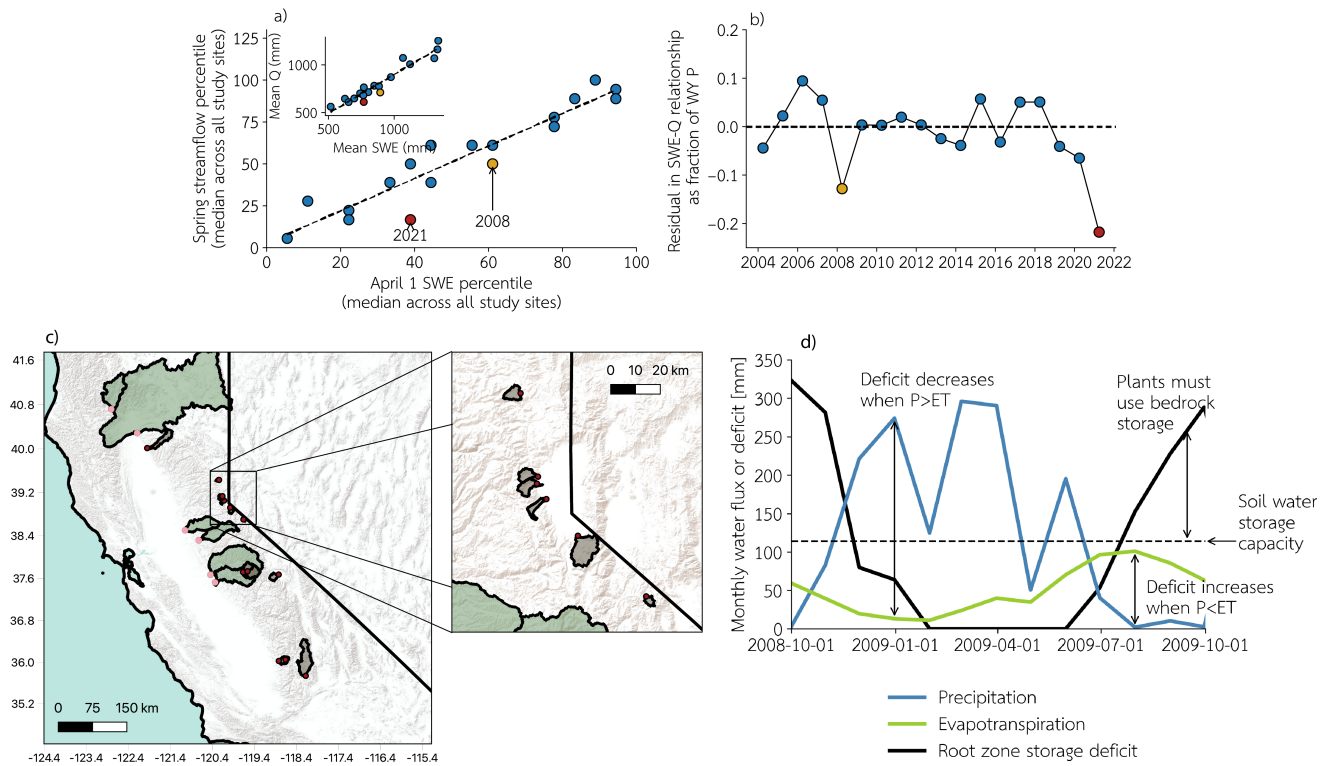 a)
Spring streamflow percentile
(median across all study sites)
125
100
75
50
25
0
Mean Q (mm)
1000
500
500
1000
Mean SWE (mm)
2021
2008
0
20
40
60
80
100
April 1 SWE percentile
(median across all study sites)
b)
Residual in SWE-Q relationship
as fraction of WY P
0.2
0.1
0.0
−0.1
−0.2
2004
2006
2008
2010
2012
2014
2016
2018
2020
2022
c)
41.6
40.8
40.0
39.2
38.4
37.6
36.8
36.0
35.2
0 75 150 km
-124.4
-123.4
-122.4
-121.4
-120.4
-119.4
-118.4
-117.4
-116.4
-115.4
0 10 20 km
d)
Monthly water flux or deficit [mm]
350
300
250
200
150
100
50
0
Deficit decreases
when P>ET
Plants must
use bedrock
storage
Soil water
storage
capacity
Deficit increases
when P<ET
2008-10-01
2009-01-01
2009-04-01
2009-07-01
2009-10-01
Precipitation
Evapotranspiration
Root zone storage deficit